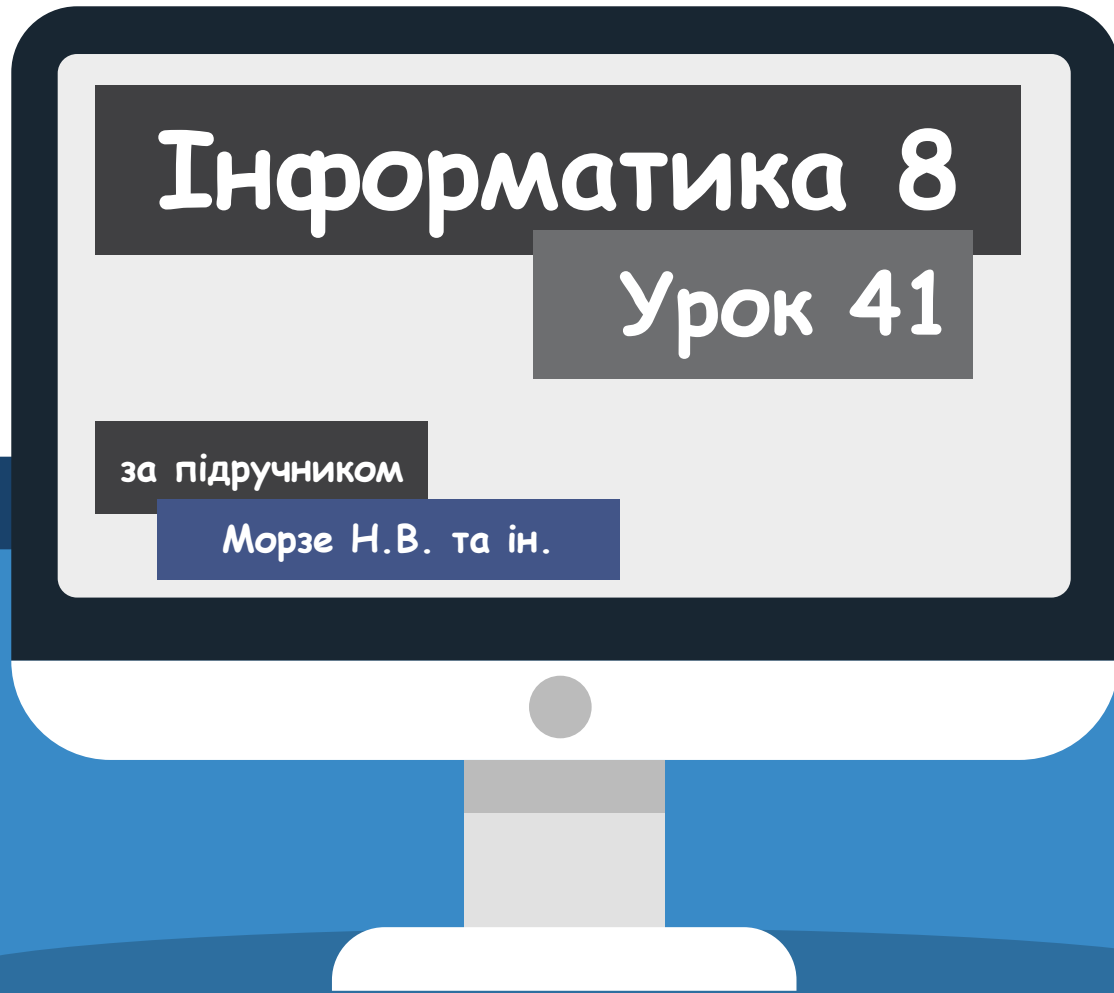 Інформатика 8
Урок 41
за підручником
Морзе Н.В. та ін.